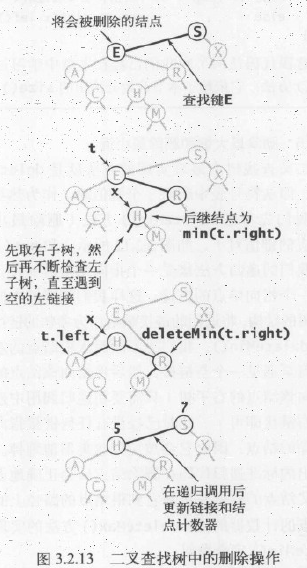 将会被删除的结点
S
E
X
A
R
查找键E
C
H
M
t
S
E
X
A
x
R
C
H
后继结点为
M
min(t.right)
先取右子树，然
后再不断检查左
子树，直至遇到
空的左链接
S
x
E
X
t.left
deleteMin(t.right)
H
A
R
C
M
7
5
S
H
X
A
R
C
M
在递归调用后
更新链接和结
点计数器
图 3.2.13 二叉查找树中的删除操作